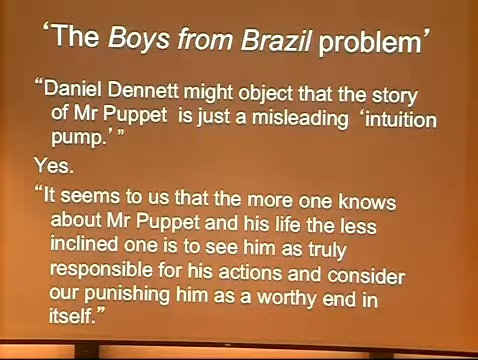 ‘The Boys from Brazil problem’
“Daniel Dennett might object that the story
of Mr Puppet is just a misleading ‘intuition
pump.’”
Yes.
“It seems to us that the more one knows
about Mr Puppet and his life the less
inclined one is to see him as truly
responsible for his actions and consider
our punishing him as a worthy end in
itself.”